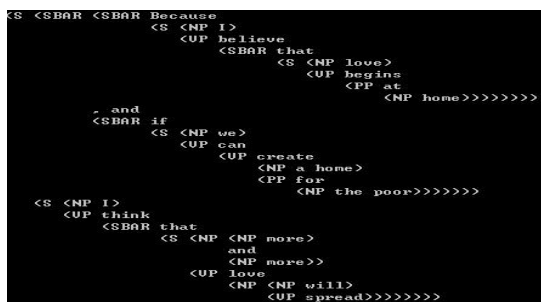 (S (SBAR (SBAR Because
(S (NP I)
(VP believe
(SBAR that
(S (NP love)
(VP begins
(PP at
(NP home))))))))
, and
(SBAR if
(S (NP we)
(VP can
(VP create
(NP a home)
(PP for
(NP the poor)))))))
(S (NP I)
(VP think
(SBAR that
(S (NP (NP more)
and
(NP more))
(VP love
(NP (NP will)
(VP spread))))))))